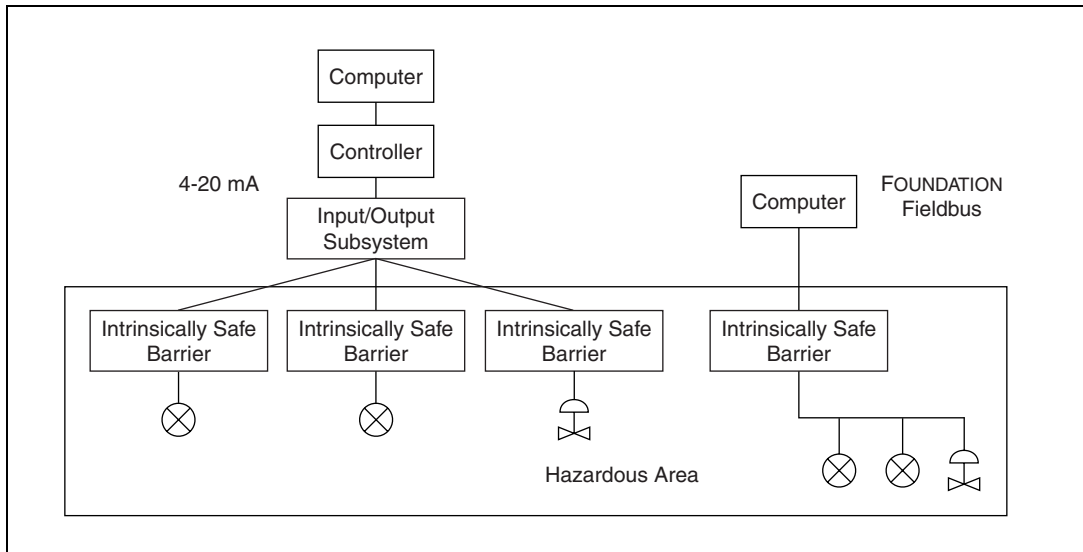 Computer
Controller
4-20 mA
Input/Output
Subsystem
Computer
FOUNDATION
Fieldbus
Intrinsically Safe
Barrier
Intrinsically Safe
Barrier
Intrinsically Safe
Barrier
Intrinsically Safe
Barrier
Hazardous Area